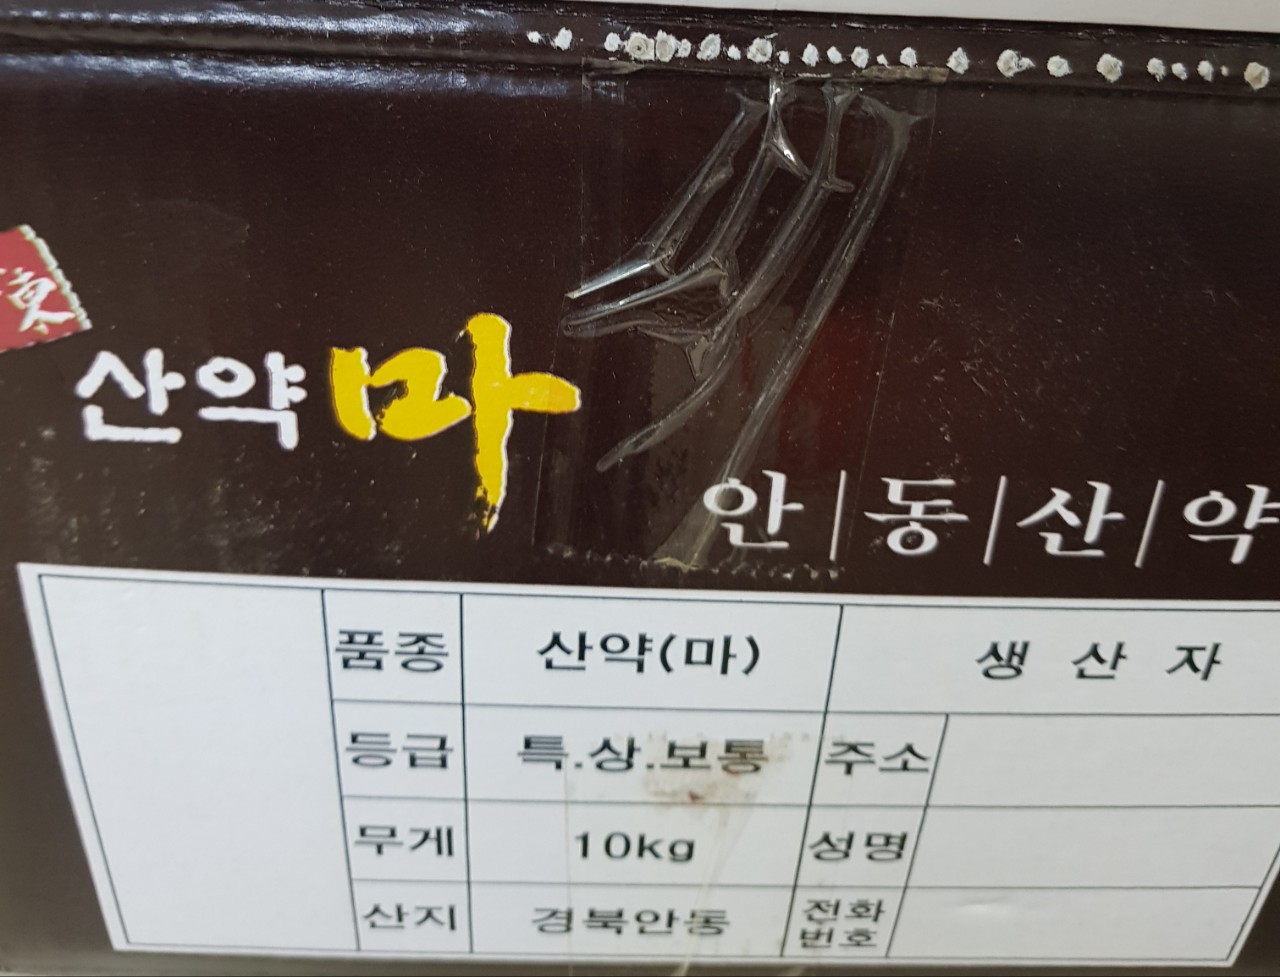 산약마
안|동|산|약
품종 산약(마) 생 산 자
등급 특.상.보통 주소
무게 10kg 성명
산지 경북안동 전화
번호